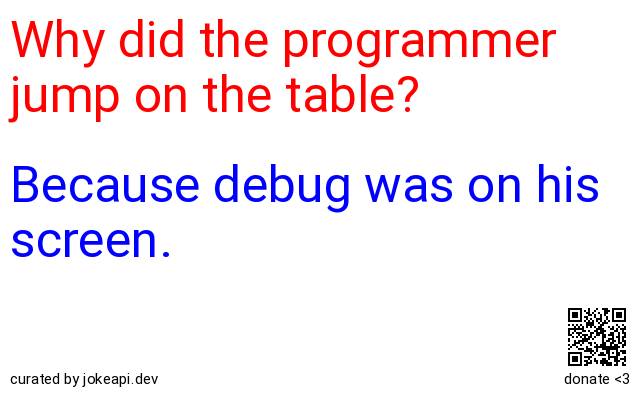 Why did the programmer
jump on the table?
Because debug was on his
screen.
curated by jokeapi.dev
donate <3